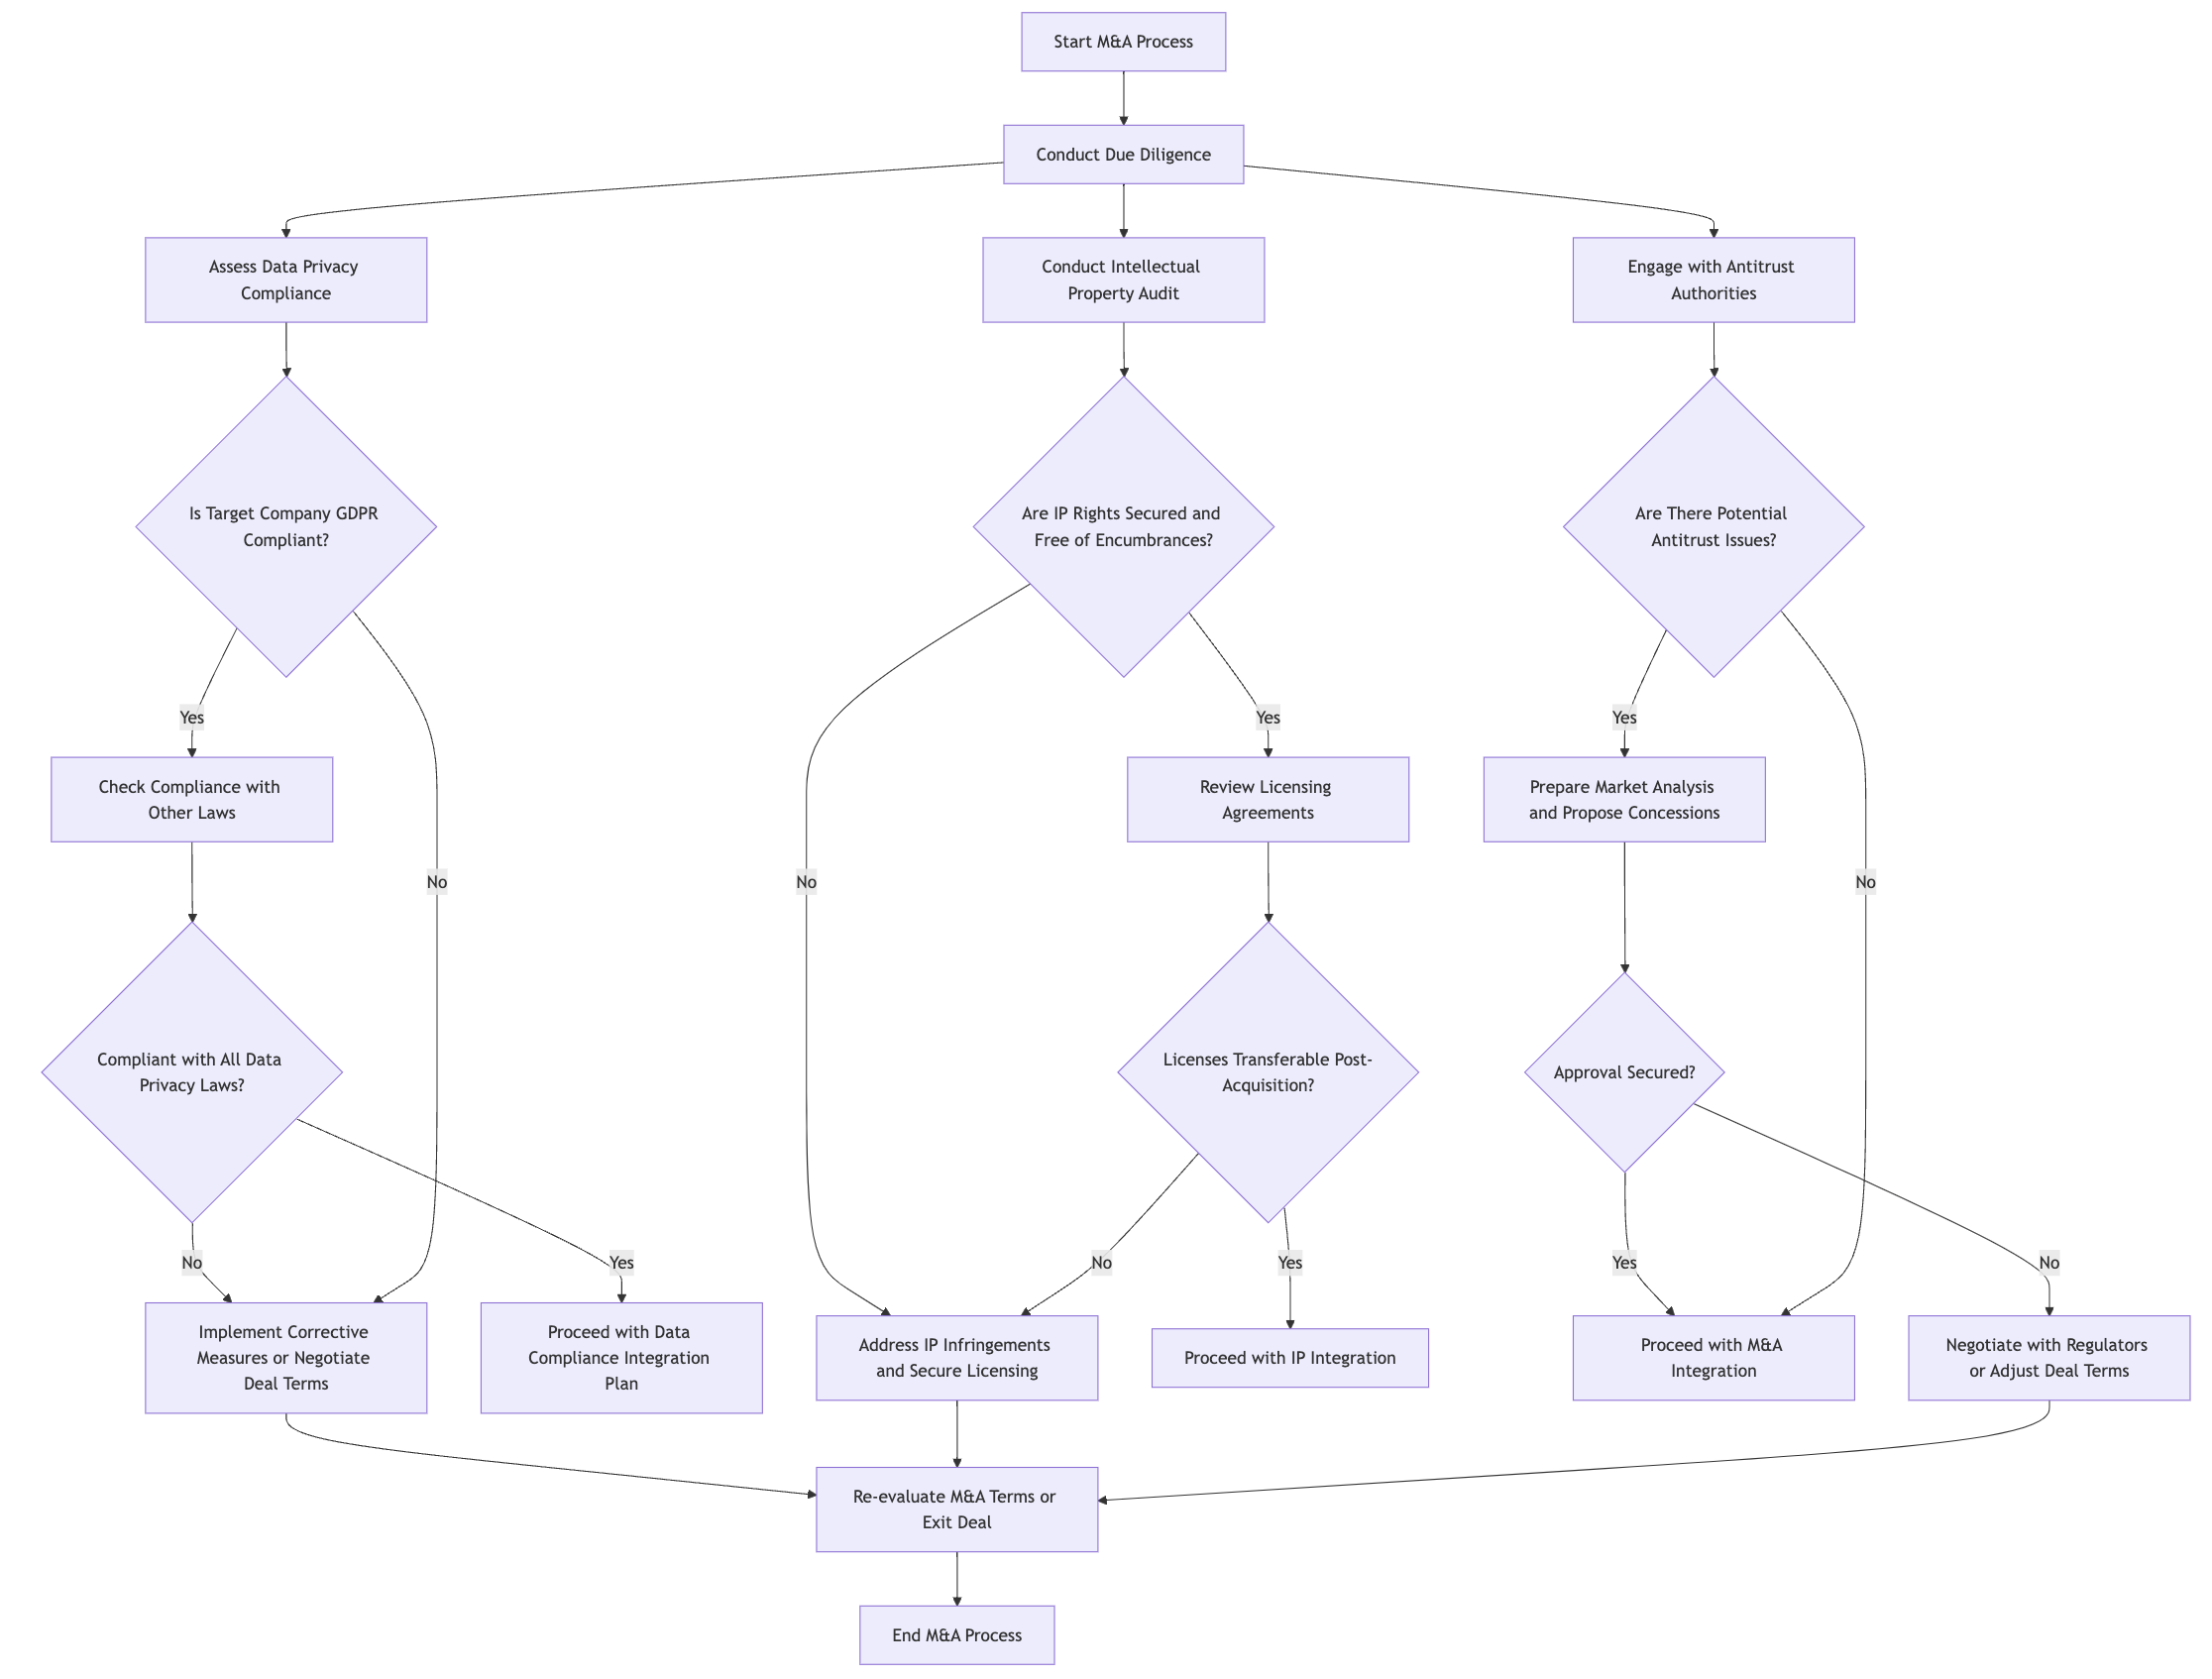 Start M&A Process
Conduct Due Diligence
Assess Data Privacy
Compliance
Conduct Intellectual
Property Audit
Engage with Antitrust
Authorities
Is Target Company GDPR
Compliant?
Are IP Rights Secured and
Free of Encumbrances?
Are There Potential
Antitrust Issues?
Yes
Yes
Yes
Check Compliance with
Other Laws
Review Licensing
Agreements
Prepare Market Analysis
and Propose Concessions
No
No
No
Compliant with All Data
Privacy Laws?
Licenses Transferable Post-
Acquisition?
Approval Secured?
No
Yes
No
Yes
Yes
No
Implement Corrective
Measures or Negotiate
Deal Terms
Proceed with Data
Compliance Integration
Plan
Address IP Infringements
and Secure Licensing
Proceed with IP Integration
Proceed with M&A
Integration
Negotiate with Regulators
or Adjust Deal Terms
Re-evaluate M&A Terms or
Exit Deal
End M&A Process